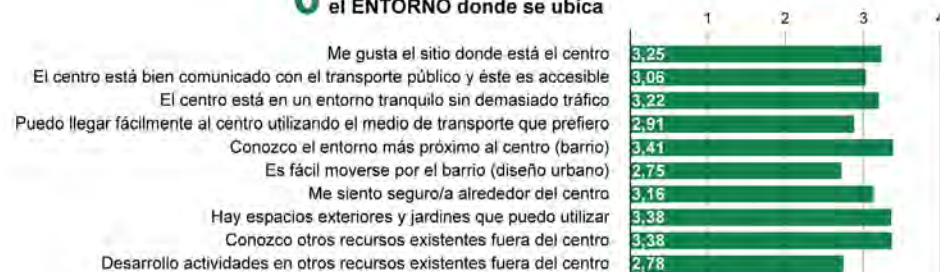 el ENTORNO donde se ubica
1 2 3 4
Me gusta el sitio donde está el centro 3,25
El centro está bien comunicado con el transporte público y éste es accesible 3,06
El centro está en un entorno tranquilo sin demasiado tráfico 3,22
Puedo llegar fácilmente al centro utilizando el medio de transporte que prefiero 2,91
Conozco el entorno más próximo al centro (barrio) 3,41
Es fácil moverse por el barrio (diseño urbano) 2,75
Me siento seguro/a alrededor del centro 3,16
Hay espacios exteriores y jardines que puedo utilizar 3,38
Conozco otros recursos existentes fuera del centro 3,38
Desarrollo actividades en otros recursos existentes fuera del centro 2,78